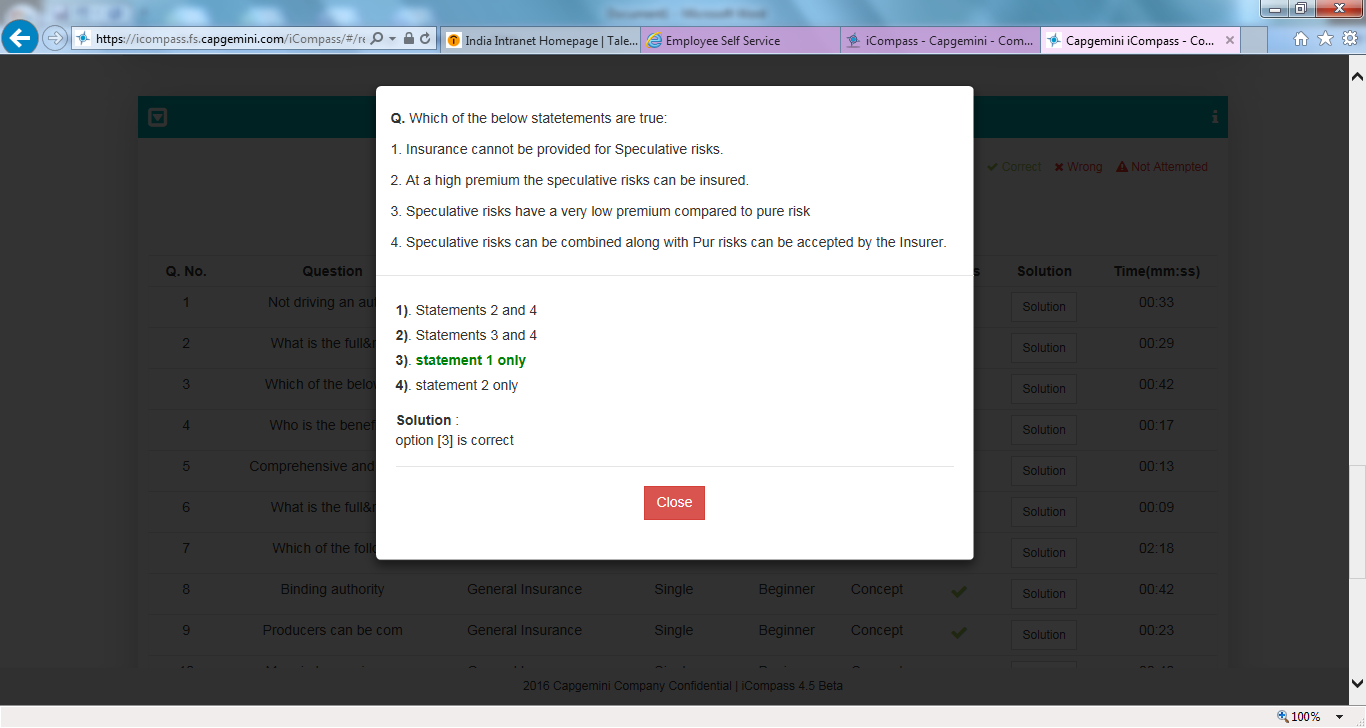 https://icompass.fs.capgemini.com/iCompass/#/re
India Intranet Homepage | Tale...
Employee Self Service
iCompass - Capgemini - Com...
Capgemini iCompass - Co...
Q. Which of the below statetements are true:
1. Insurance cannot be provided for Speculative risks.
2. At a high premium the speculative risks can be insured.
3. Speculative risks have a very low premium compared to pure risk
4. Speculative risks can be combined along with Pur risks can be accepted by the Insurer.
1). Statements 2 and 4
2). Statements 3 and 4
3). statement 1 only
4). statement 2 only
Solution :
option [3] is correct
Close
Correct Wrong Not Attempted
Q. No. Question s Solution Time(mm:ss)
1 Not driving an au Solution 00:33
2 What is the full&r Solution 00:29
3 Which of the belo Solution 00:42
4 Who is the benef Solution 00:17
5 Comprehensive and Solution 00:13
6 What is the full&r Solution 00:09
7 Which of the follo Solution 02:18
8 Binding authority General Insurance Single Beginner Concept Solution 00:42
9 Producers can be com General Insurance Single Beginner Concept Solution 00:23
2016 Capgemini Company Confidential | iCompass 4.5 Beta
100%